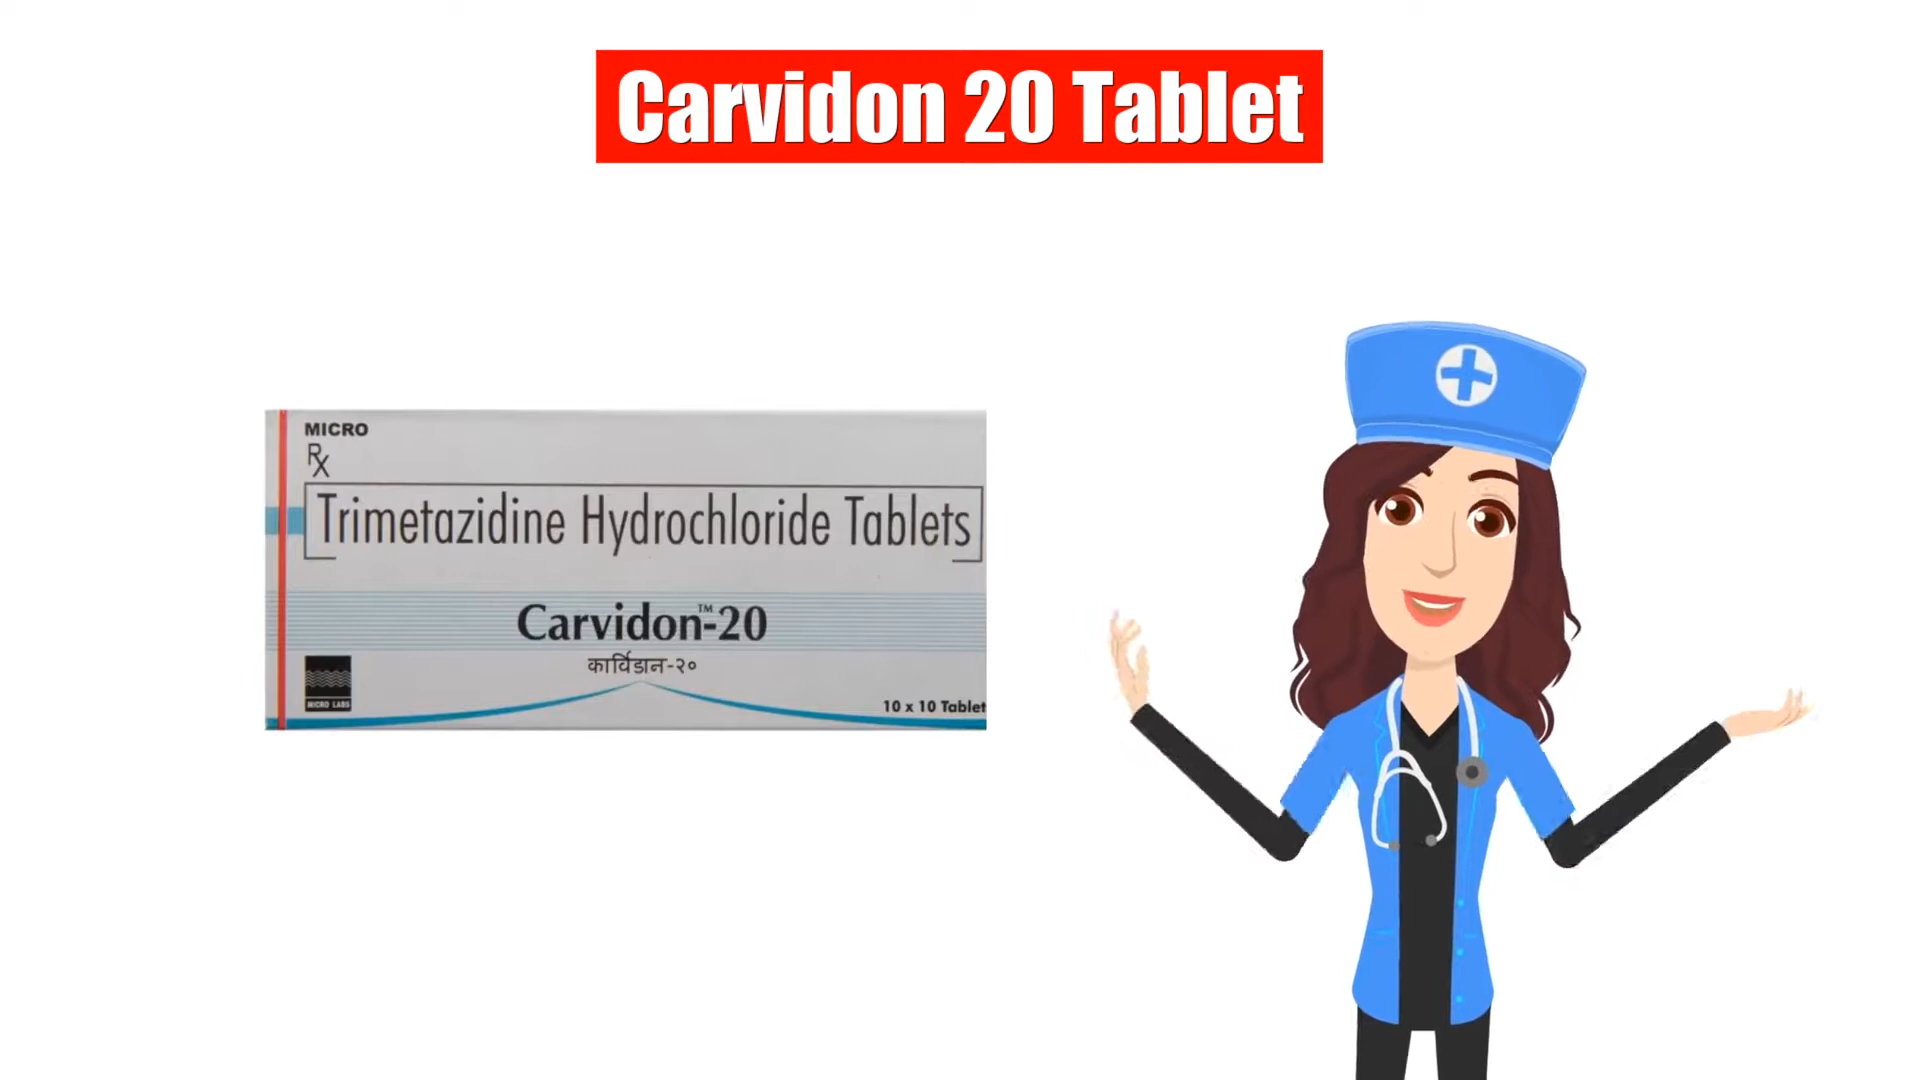 Carvidon 20 Tablet
MICRO
Rx
Trimetazidine Hydrochloride Tablets
Carvidon™-20
कार्विडान-२०
MICRO LABS
10 x 10 Tablet